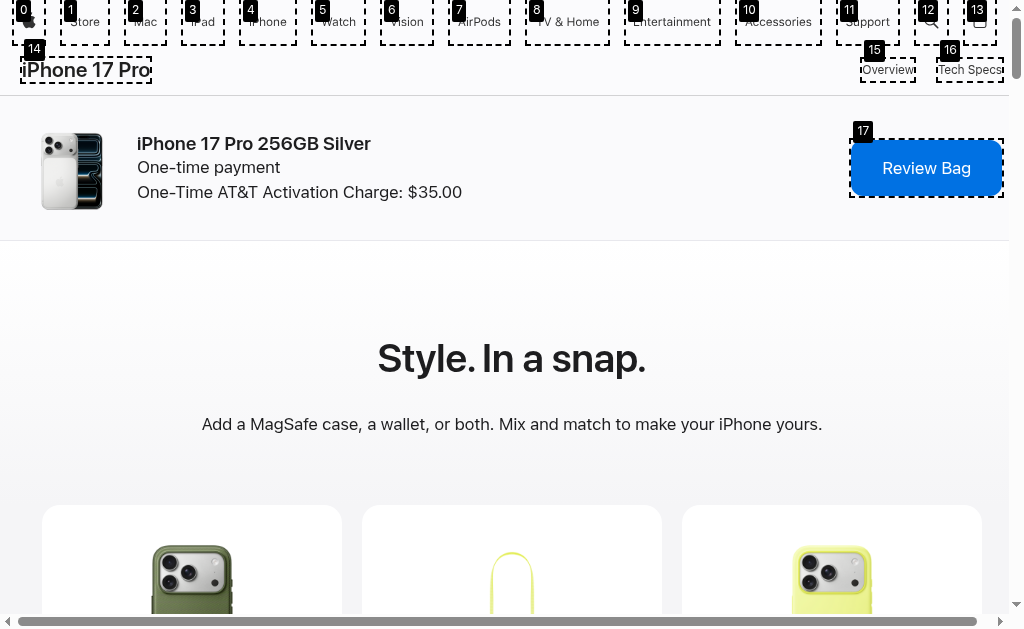 0 1 2 3 4 5 6 7 8 9 10 11 12 13
Store Mac iPad iPhone Watch Vision AirPods TV & Home Entertainment Accessories Support
14 15 16
iPhone 17 Pro Overview Tech Specs
17
iPhone 17 Pro 256GB Silver
One-time payment
One-Time AT&T Activation Charge: $35.00
Review Bag
Style. In a snap.
Add a MagSafe case, a wallet, or both. Mix and match to make your iPhone yours.